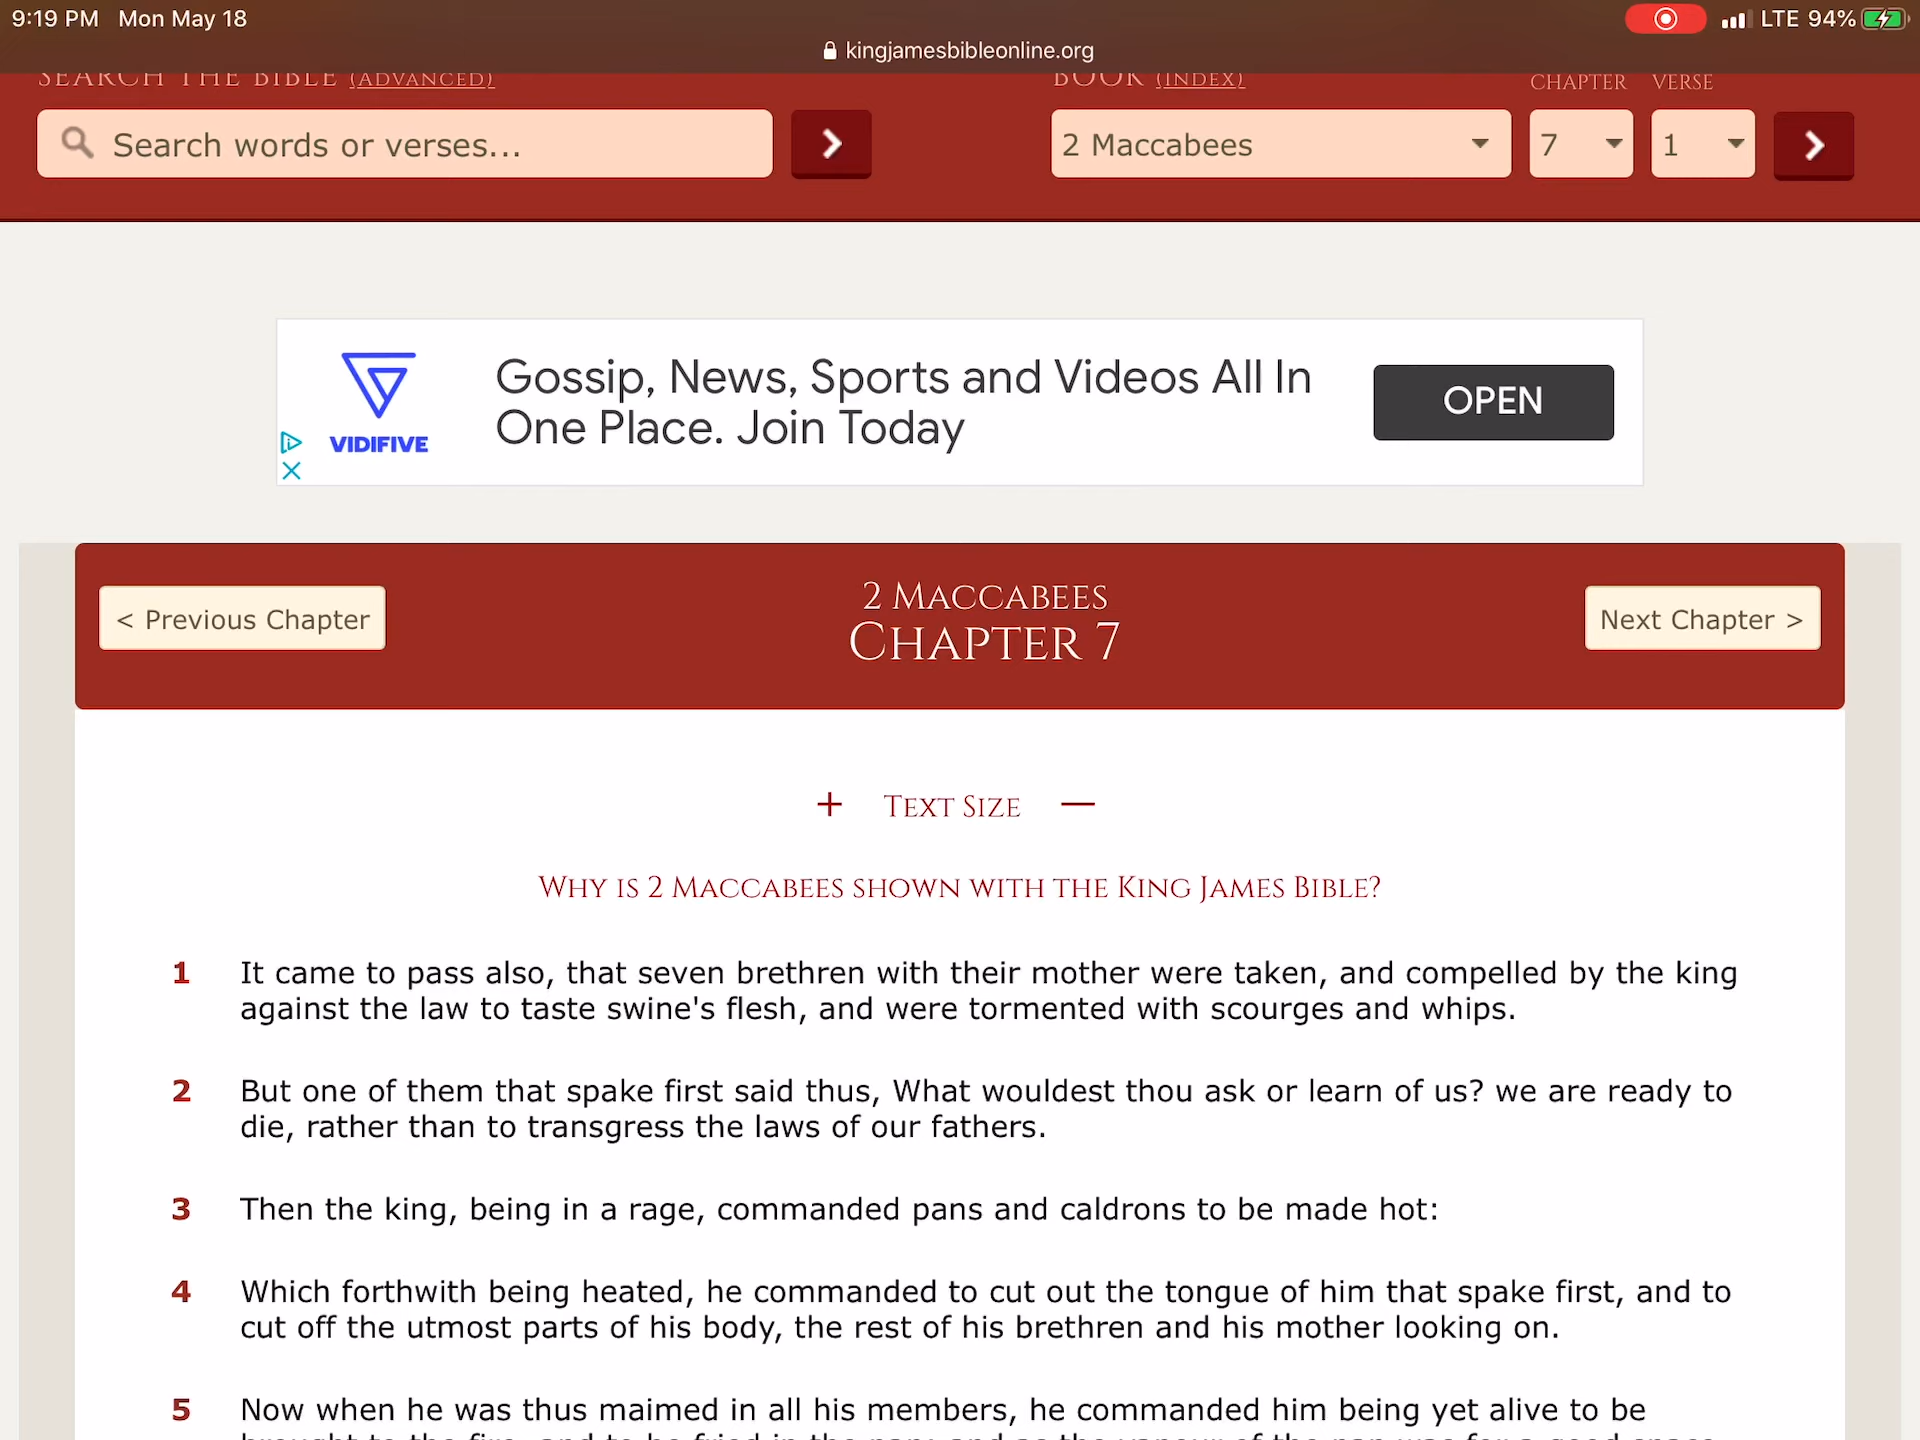 9:19 PM Mon May 18
LTE 94%
kingjamesbibleonline.org
SEARCH THE BIBLE (ADVANCED)
BOOK (INDEX)
CHAPTER VERSE
Search words or verses...
2 Maccabees
7
1
Gossip, News, Sports and Videos All In
One Place. Join Today
VIDIFIVE
OPEN
2 MACCABEES
< Previous Chapter
CHAPTER 7
Next Chapter >
+ TEXT SIZE —
WHY IS 2 MACCABEES SHOWN WITH THE KING JAMES BIBLE?
1 It came to pass also, that seven brethren with their mother were taken, and compelled by the king
against the law to taste swine's flesh, and were tormented with scourges and whips.
2 But one of them that spake first said thus, What wouldest thou ask or learn of us? we are ready to
die, rather than to transgress the laws of our fathers.
3 Then the king, being in a rage, commanded pans and caldrons to be made hot:
4 Which forthwith being heated, he commanded to cut out the tongue of him that spake first, and to
cut off the utmost parts of his body, the rest of his brethren and his mother looking on.
5 Now when he was thus maimed in all his members, he commanded him being yet alive to be